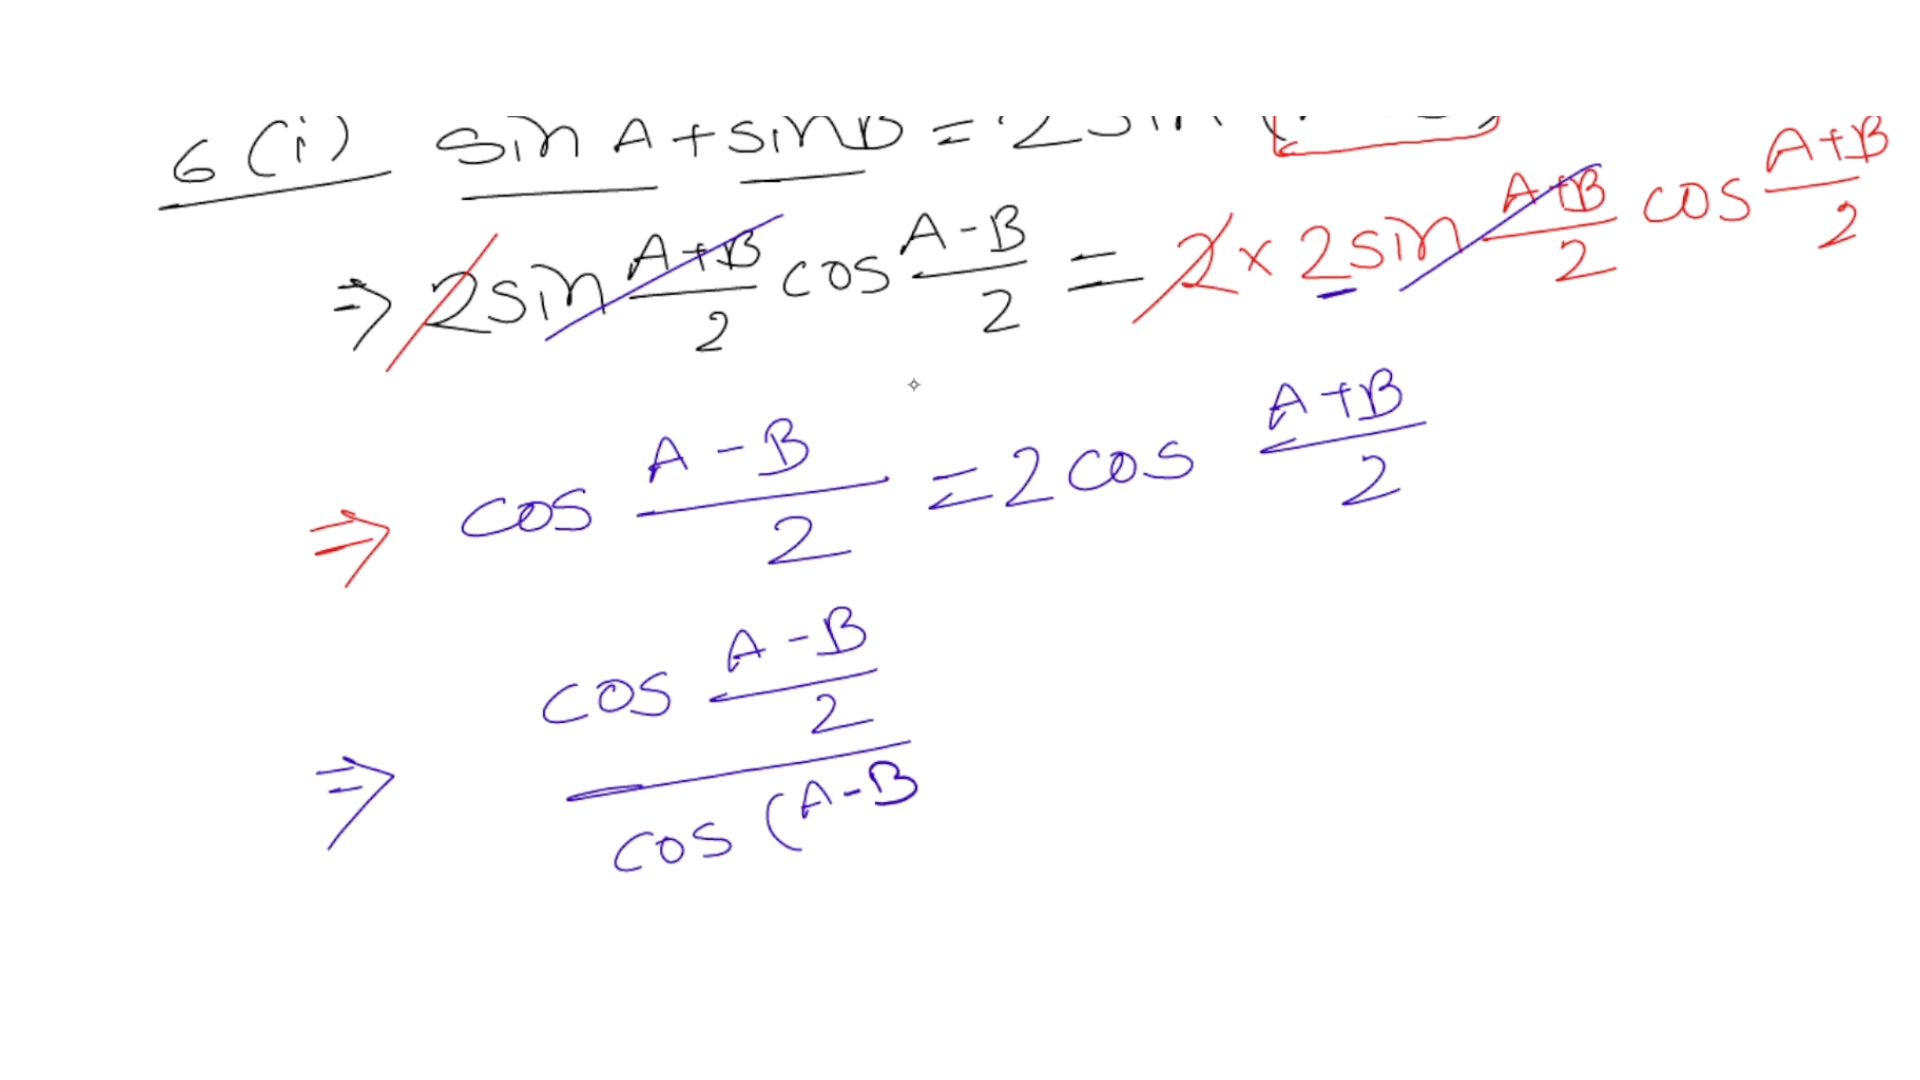 6 (i) sin A + sin B = 2 sin (
⇒ 2 sin A+B/2 cos A-B/2 = 2 × 2 sin A+B/2 cos A+B/2
⇒ cos A-B/2 = 2 cos A+B/2
⇒ cos A-B/2 / cos (A-B